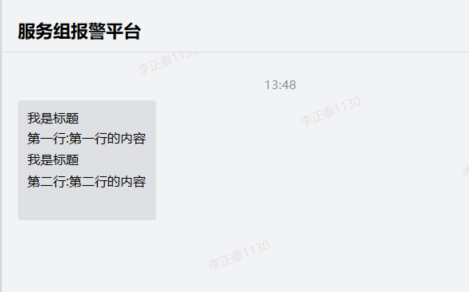 服务组报警平台
李正泰1130
13:48
李正泰1130
我是标题
第一行:第一行的内容
我是标题
第二行:第二行的内容
李正泰1130